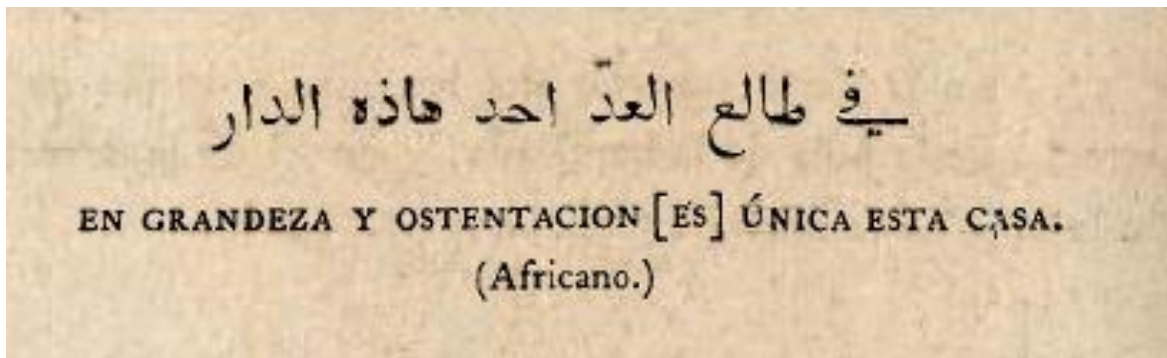 في طالع العدّ احد هاذه الدار
EN GRANDEZA Y OSTENTACION [ES] ÚNICA ESTA CASA.
(Africano.)